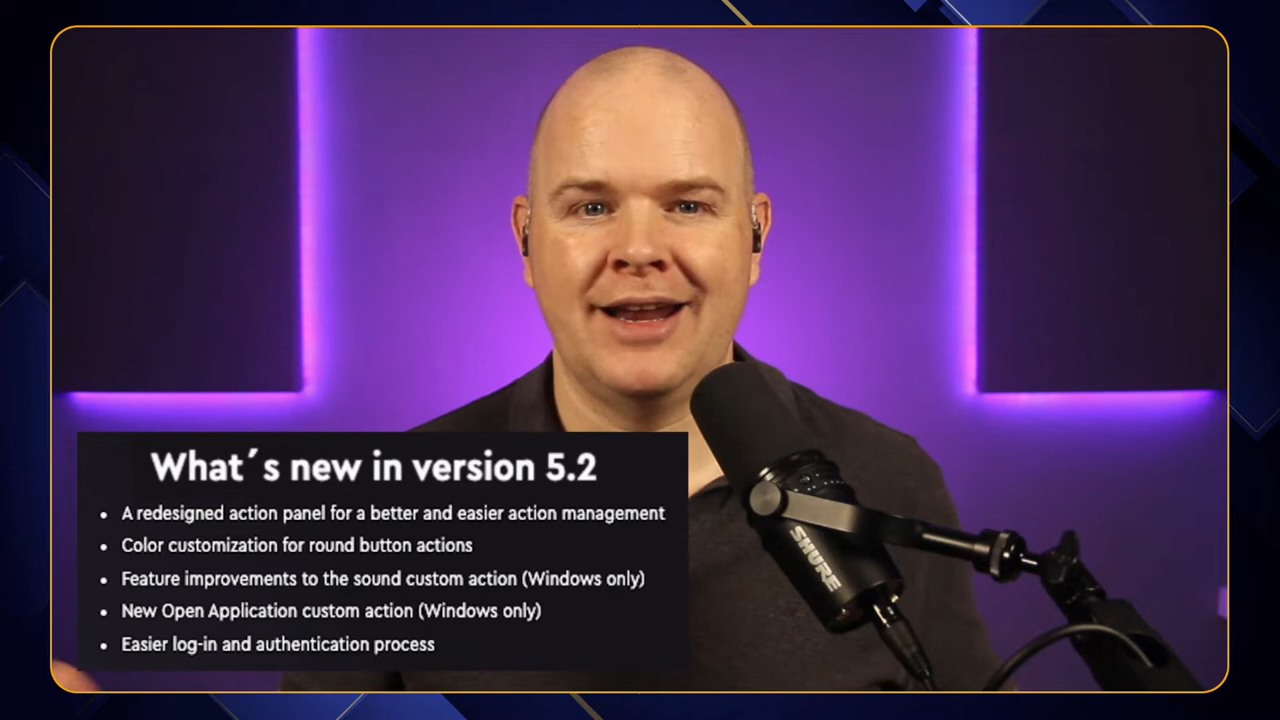 What´s new in version 5.2
• A redesigned action panel for a better and easier action management
• Color customization for round button actions
• Feature improvements to the sound custom action (Windows only)
• New Open Application custom action (Windows only)
• Easier log-in and authentication process
SHURE